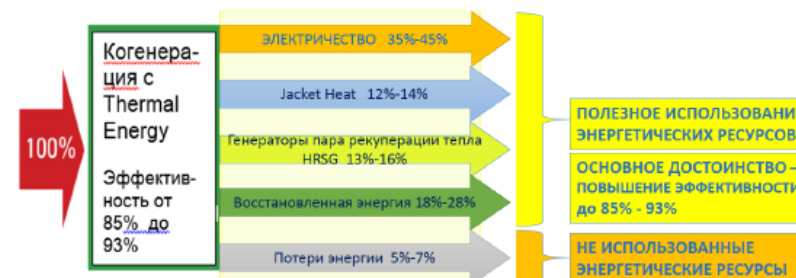 100%
Когенера-
ция с
Thermal
Energy
Эффектив-
ность от
85% до
93%
ЭЛЕКТРИЧЕСТВО 35%-45%
Jacket Heat 12%-14%
Генераторы пара рекуперации тепла
HRSG 13%-16%
Восстановленная энергия 18%-28%
Потери энергии 5%-7%
ПОЛЕЗНОЕ ИСПОЛЬЗОВАНИ
ЭНЕРГЕТИЧЕСКИХ РЕСУРСОВ
ОСНОВНОЕ ДОСТОИНСТВО –
ПОВЫШЕНИЕ ЭФФЕКТИВНОСТИ
до 85% - 93%
НЕ ИСПОЛЬЗОВАННЫЕ
ЭНЕРГЕТИЧЕСКИЕ РЕСУРСЫ